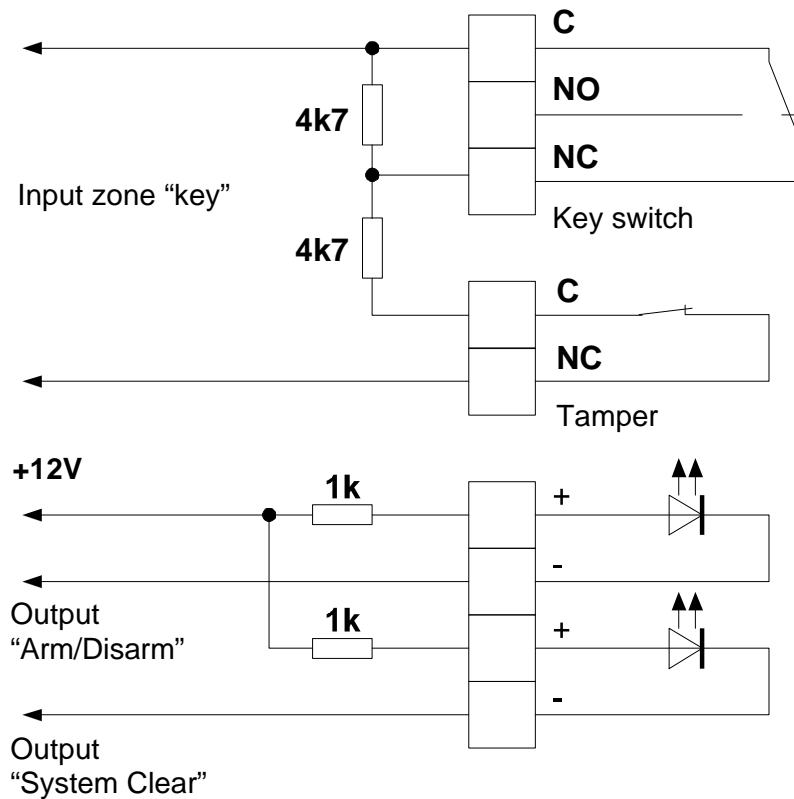 C
NO
4k7
NC
Input zone “key”
Key switch
4k7
C
NC
Tamper
+12V
1k
+
-
Output
“Arm/Disarm”
1k
+
-
Output
“System Clear”